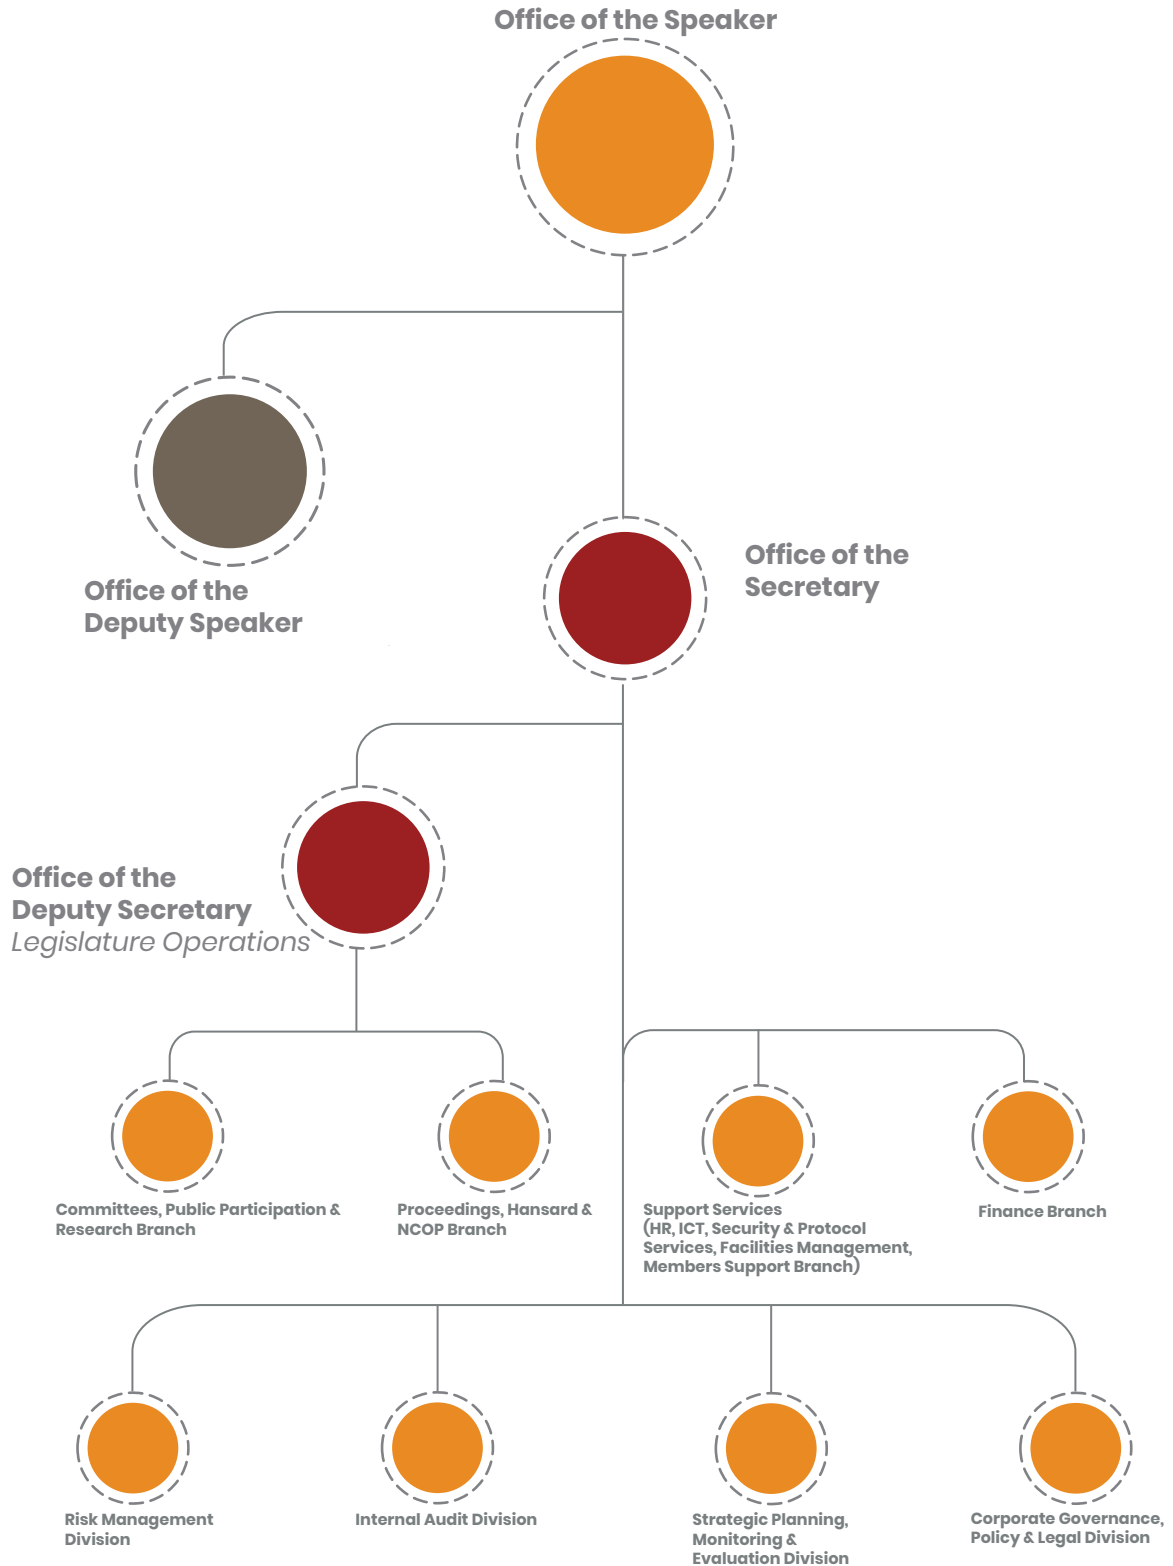 Office of the Speaker
Office of the
Deputy Speaker
Office of the
Secretary
Office of the
Deputy Secretary
Legislature Operations
Committees, Public Participation &
Research Branch
Proceedings, Hansard &
NCOP Branch
Support Services
(HR, ICT, Security & Protocol
Services, Facilities Management,
Members Support Branch)
Finance Branch
Risk Management
Division
Internal Audit Division
Strategic Planning,
Monitoring &
Evaluation Division
Corporate Governance,
Policy & Legal Division